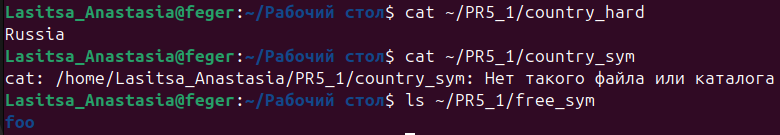 Lasitsa_Anastasia@feger:~/Рабочий стол$ cat ~/PR5_1/country_hard
Russia
Lasitsa_Anastasia@feger:~/Рабочий стол$ cat ~/PR5_1/country_sym
cat: /home/Lasitsa_Anastasia/PR5_1/country_sym: Нет такого файла или каталога
Lasitsa_Anastasia@feger:~/Рабочий стол$ ls ~/PR5_1/free_sym
foo